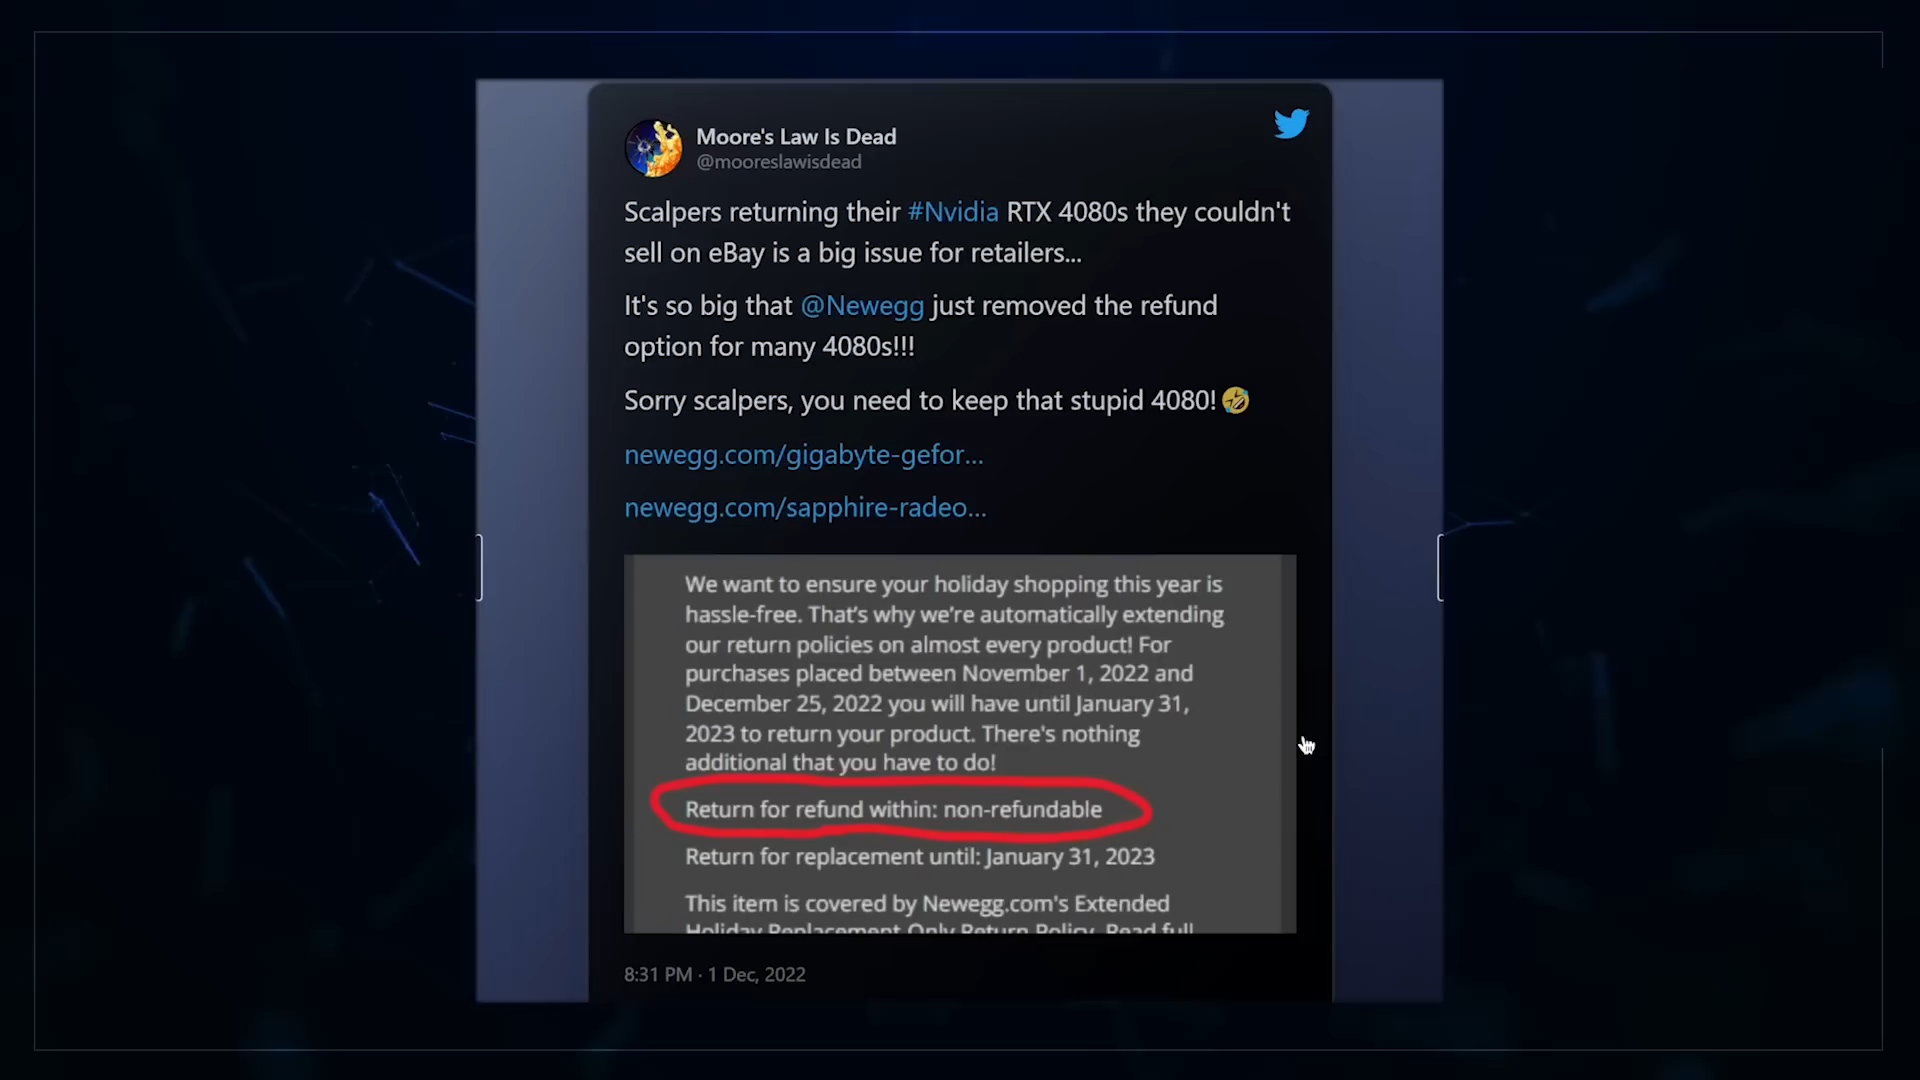 Moore's Law Is Dead
@mooreslawisdead
Scalpers returning their #Nvidia RTX 4080s they couldn't
sell on eBay is a big issue for retailers...
It's so big that @Newegg just removed the refund
option for many 4080s!!!
Sorry scalpers, you need to keep that stupid 4080!🤣
newegg.com/gigabyte-gefor...
newegg.com/sapphire-radeo...
We want to ensure your holiday shopping this year is
hassle-free. That's why we're automatically extending
our return policies on almost every product! For
purchases placed between November 1, 2022 and
December 25, 2022 you will have until January 31,
2023 to return your product. There's nothing
additional that you have to do!
Return for refund within: non-refundable
Return for replacement until: January 31, 2023
This item is covered by Newegg.com's Extended
Holiday Replacement Only Return Policy. Read full
8:31 PM · 1 Dec, 2022